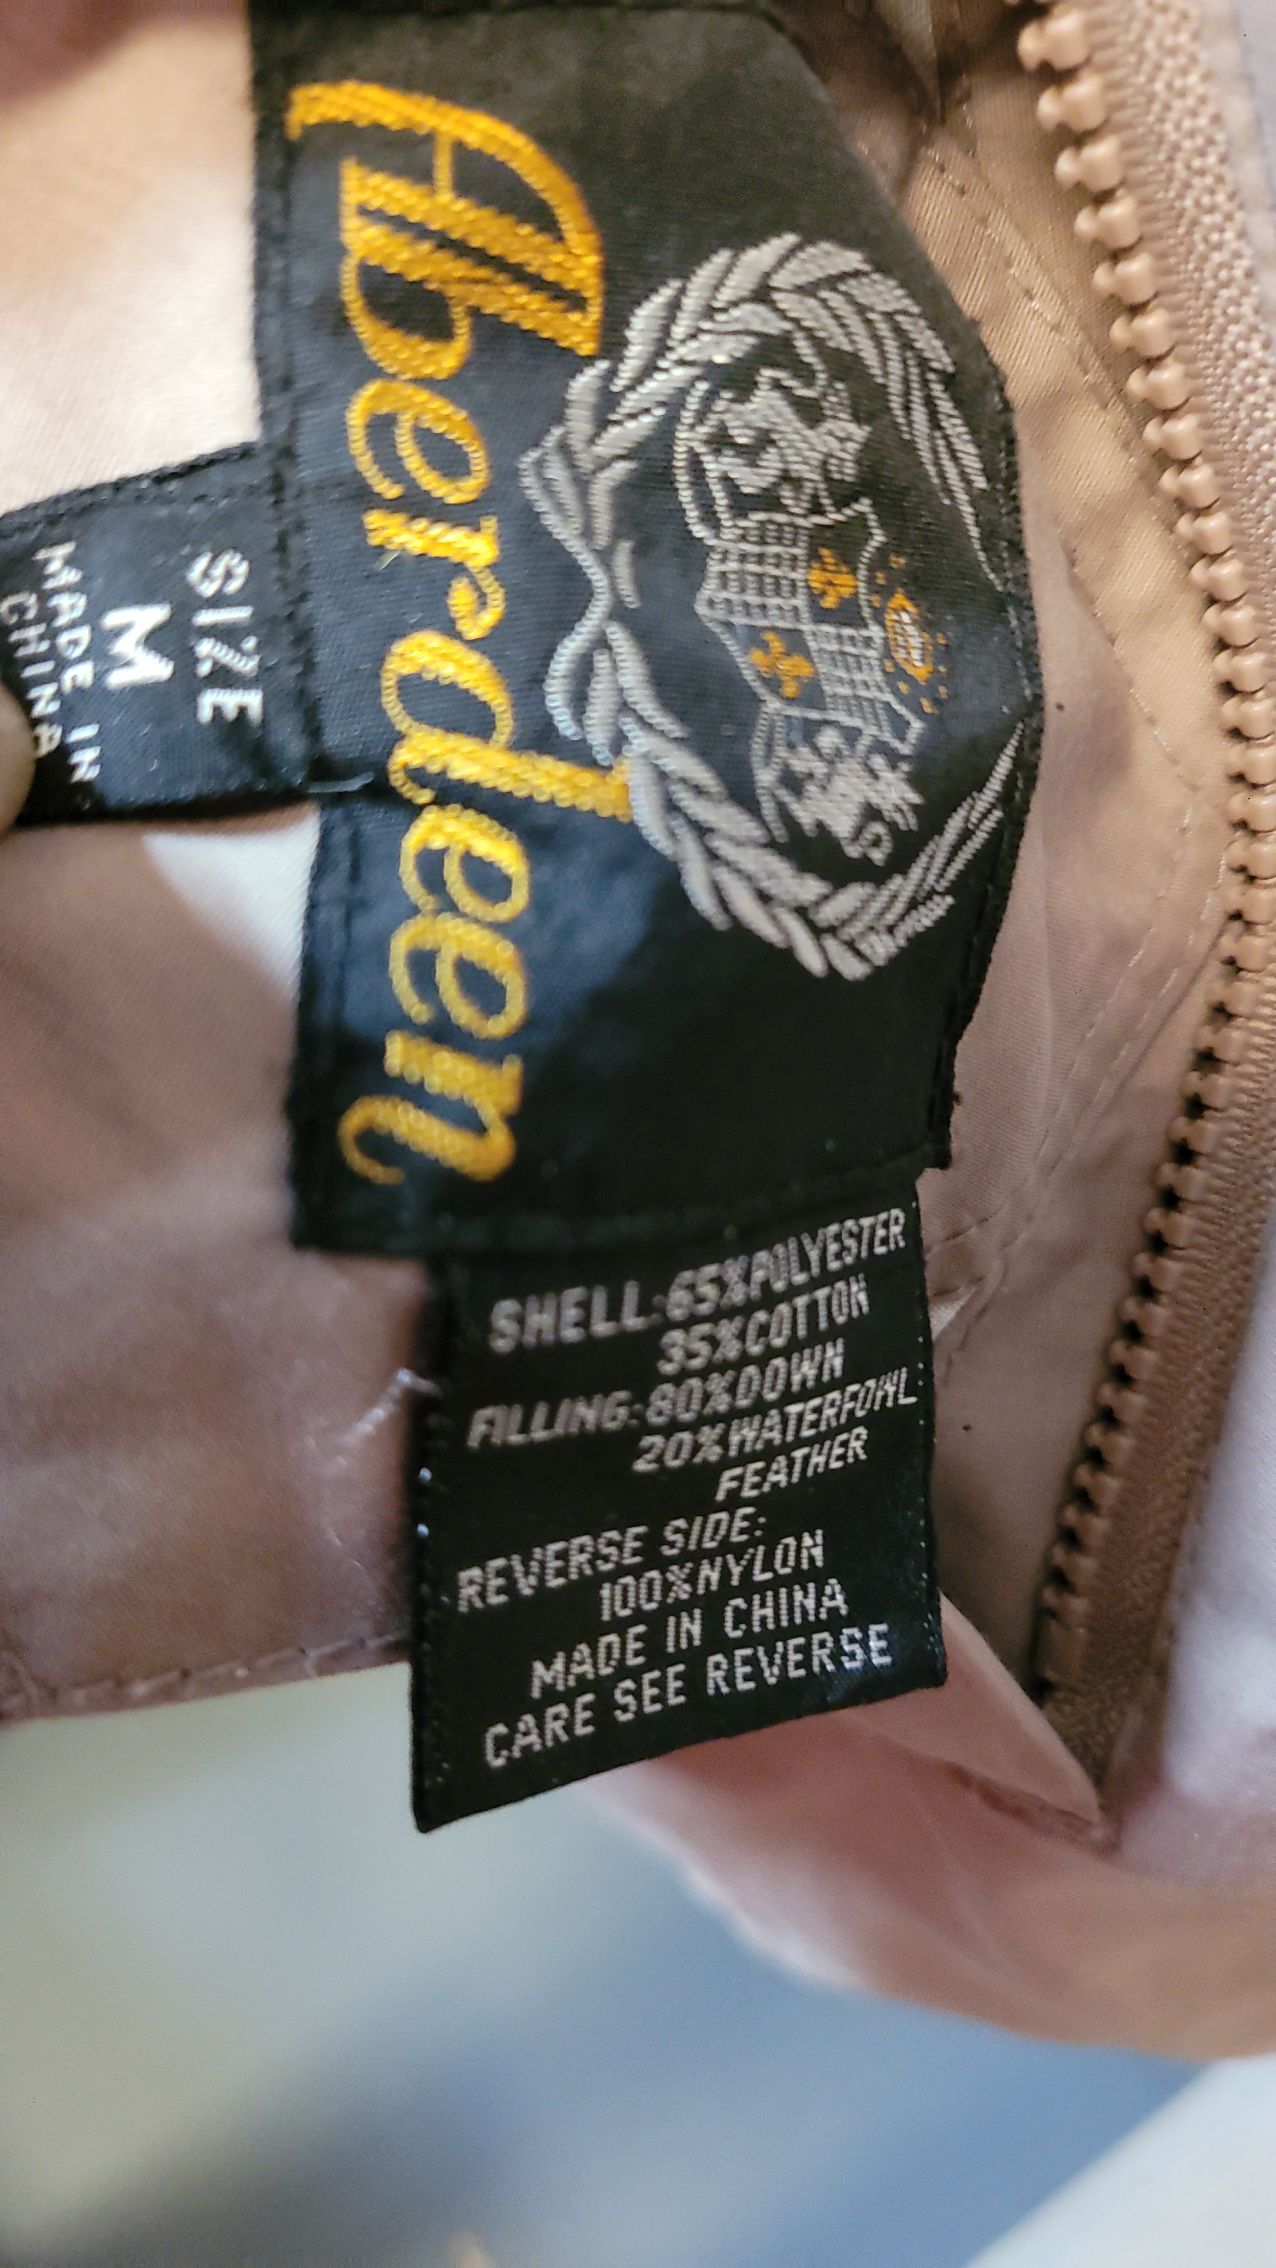 Aberdeen
SIZE
M
MADE IN
CHINA
SHELL:65%POLYESTER
35%COTTON
FILLING:80%DOWN
20%WATERFOWL
FEATHER
REVERSE SIDE:
100%NYLON
MADE IN CHINA
CARE SEE REVERSE